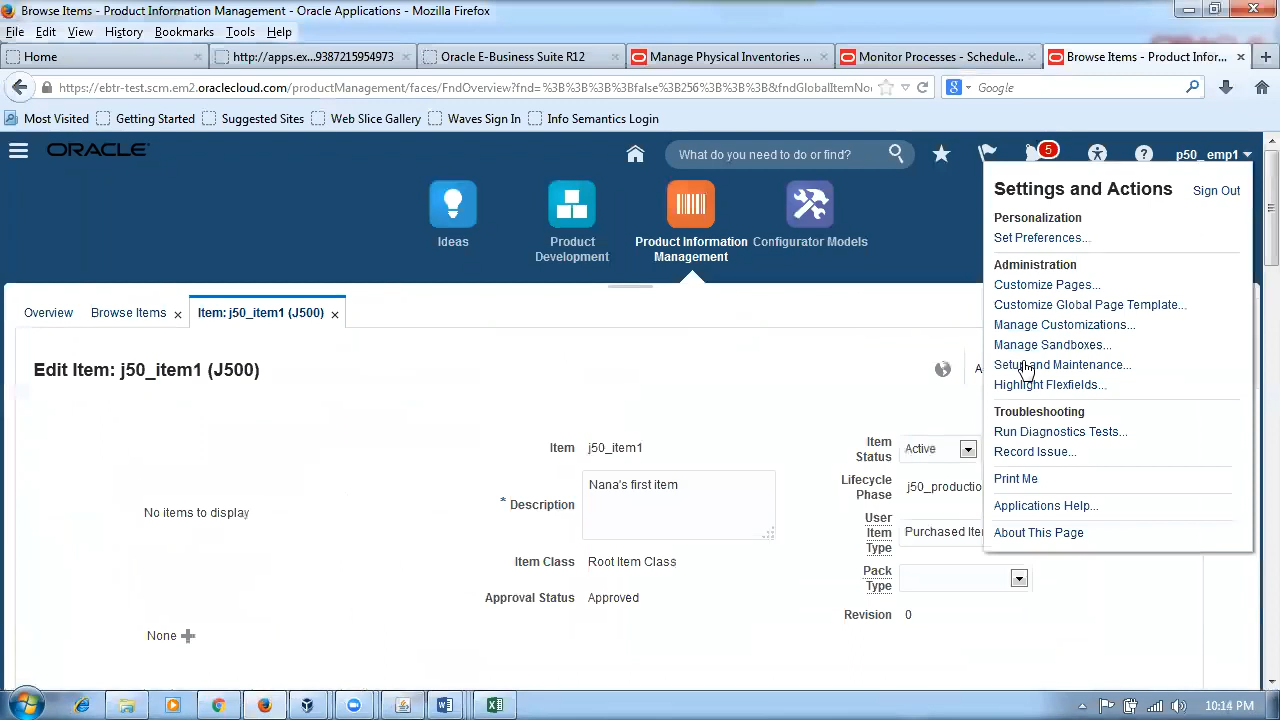 Browse Items - Product Information Management - Oracle Applications - Mozilla Firefox
File Edit View History Bookmarks Tools Help
Home
http://apps.ex...9387215954973
Oracle E-Business Suite R12
Manage Physical Inventories ...
Monitor Processes - Schedule...
Browse Items - Product Infor...
https://ebtr-test.scm.em2.oraclecloud.com/productManagement/faces/FndOverview?fnd=%3B%3B%3B%3Bfalse%3B256%3B%3B%3B&fndGlobalItemNod
Google
Most Visited Getting Started Suggested Sites Web Slice Gallery Waves Sign In Info Semantics Login
ORACLE
What do you need to do or find?
5
p50_emp1
Ideas
Product Development
Product Information Management
Configurator Models
Settings and Actions
Sign Out
Personalization
Set Preferences...
Administration
Customize Pages...
Customize Global Page Template...
Manage Customizations...
Manage Sandboxes...
Setup and Maintenance...
Highlight Flexfields...
Troubleshooting
Run Diagnostics Tests...
Record Issue...
Print Me
Applications Help...
About This Page
Overview
Browse Items
Item: j50_item1 (J500)
Edit Item: j50_item1 (J500)
No items to display
None
Item j50_item1
* Description Nana's first item
Item Class Root Item Class
Approval Status Approved
Item Status Active
Lifecycle Phase j50_productio
User Item Type Purchased Iten
Pack Type
Revision 0
10:14 PM